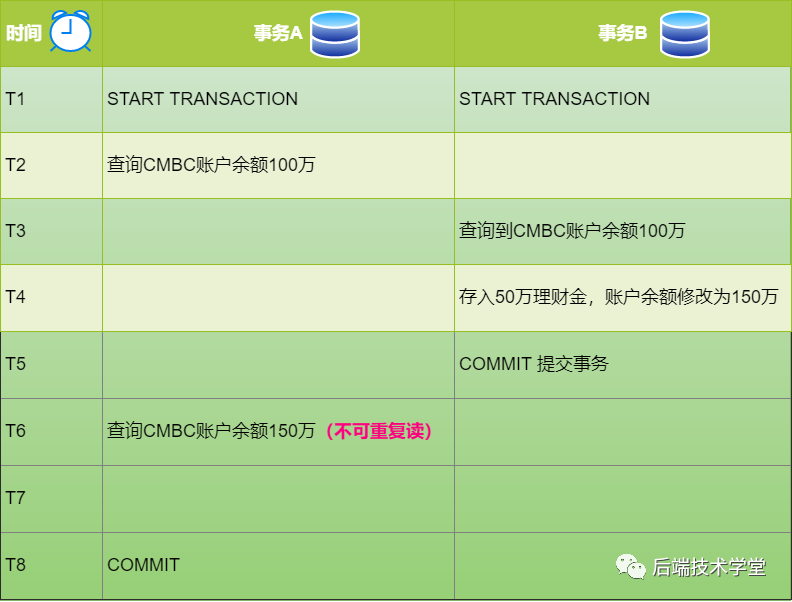 时间 事务A 事务B
T1 START TRANSACTION START TRANSACTION
T2 查询CMBC账户余额100万
T3 查询到CMBC账户余额100万
T4 存入50万理财金，账户余额修改为150万
T5 COMMIT 提交事务
T6 查询CMBC账户余额150万（不可重复读）
T7
T8 COMMIT
后端技术学堂